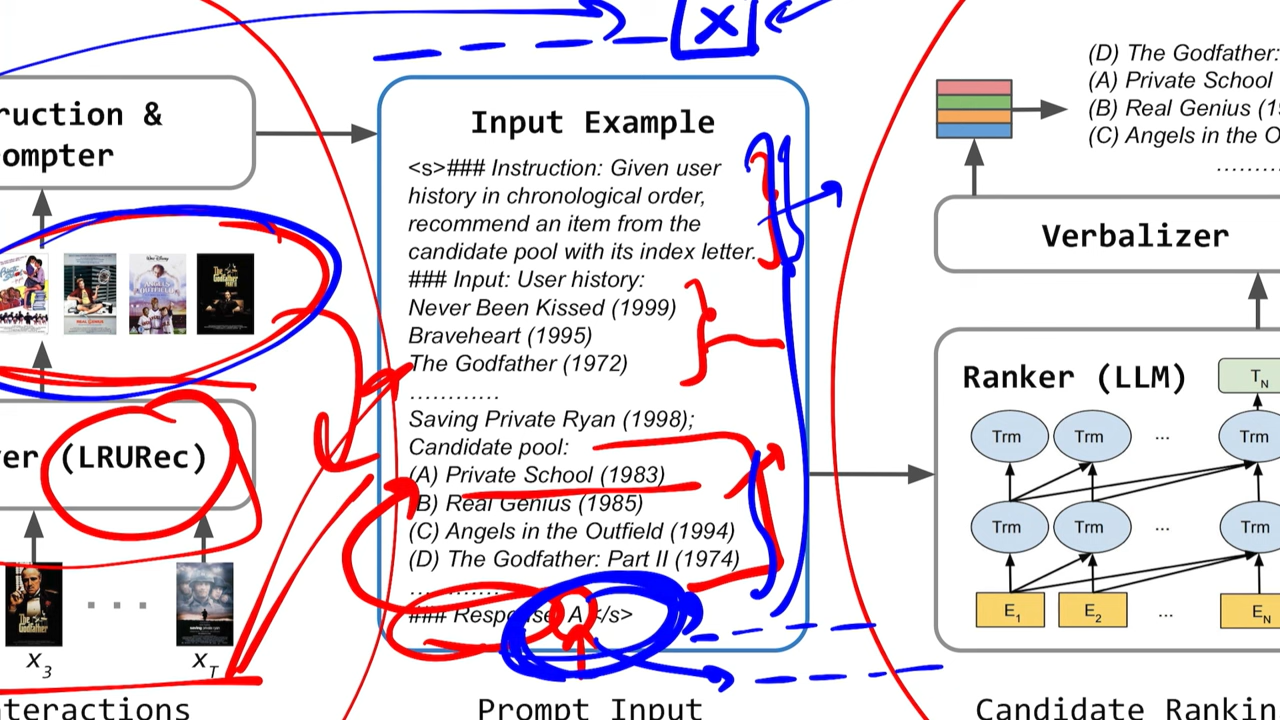 x
ruction &
ompter
er (LRURec)
x3
xT
nteractions
Input Example
<s>### Instruction: Given user
history in chronological order,
recommend an item from the
candidate pool with its index letter.
### Input: User history:
Never Been Kissed (1999)
Braveheart (1995)
The Godfather (1972)
............
Saving Private Ryan (1998);
Candidate pool:
(A) Private School (1983)
(B) Real Genius (1985)
(C) Angels in the Outfield (1994)
(D) The Godfather: Part II (1974)
............
### Response: A </s>
Prompt Input
(D) The Godfather:
(A) Private School
(B) Real Genius (19
(C) Angels in the O
............
Verbalizer
Ranker (LLM)
TN
Trm Trm ... Trm
Trm Trm ... Trm
E1 E2 ... EN
Candidate Rankin